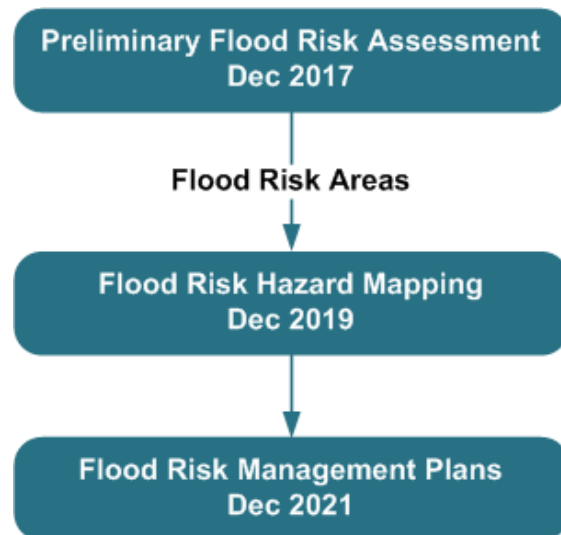 Preliminary Flood Risk Assessment
Dec 2017
Flood Risk Areas
Flood Risk Hazard Mapping
Dec 2019
Flood Risk Management Plans
Dec 2021